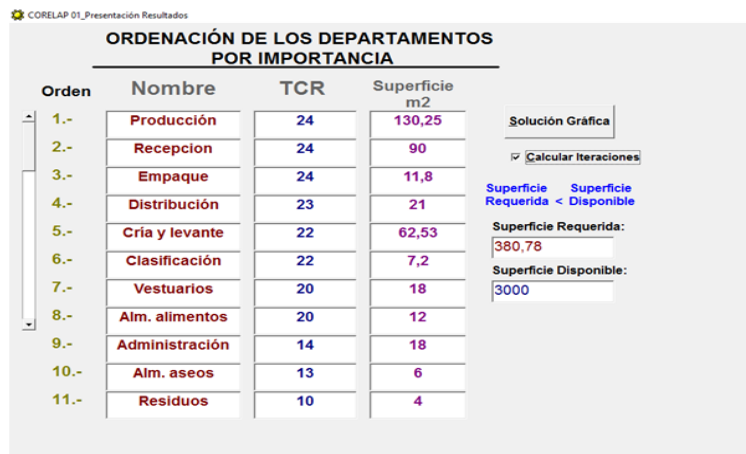 CORELAP 01_Presentación Resultados
ORDENACIÓN DE LOS DEPARTAMENTOS
POR IMPORTANCIA
Orden Nombre TCR Superficie m2
1.- Producción 24 130,25
2.- Recepcion 24 90
3.- Empaque 24 11,8
4.- Distribución 23 21
5.- Cría y levante 22 62,53
6.- Clasificación 22 7,2
7.- Vestuarios 20 18
8.- Alm. alimentos 20 12
9.- Administración 14 18
10.- Alm. aseos 13 6
11.- Residuos 10 4
Solución Gráfica
Calcular Iteraciones
Superficie Superficie
Requerida < Disponible
Superficie Requerida:
380,78
Superficie Disponible:
3000